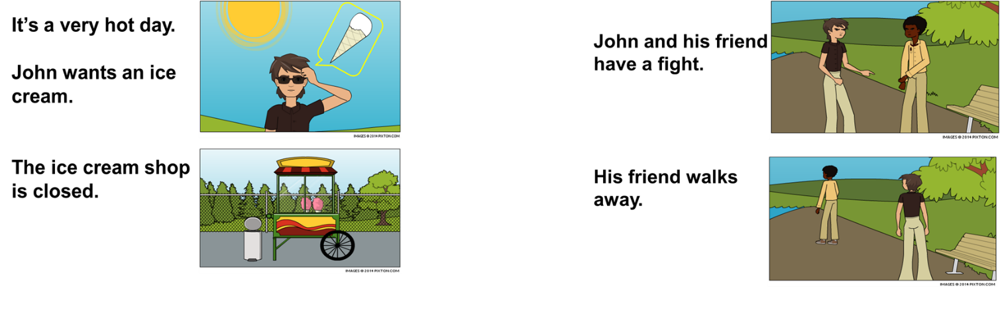 It's a very hot day.
John wants an ice
cream.
IMAGES © 2014 PIXTON.COM
The ice cream shop
is closed.
IMAGES © 2014 PIXTON.COM
John and his friend
have a fight.
IMAGES © 2014 PIXTON.COM
His friend walks
away.
IMAGES © 2014 PIXTON.COM